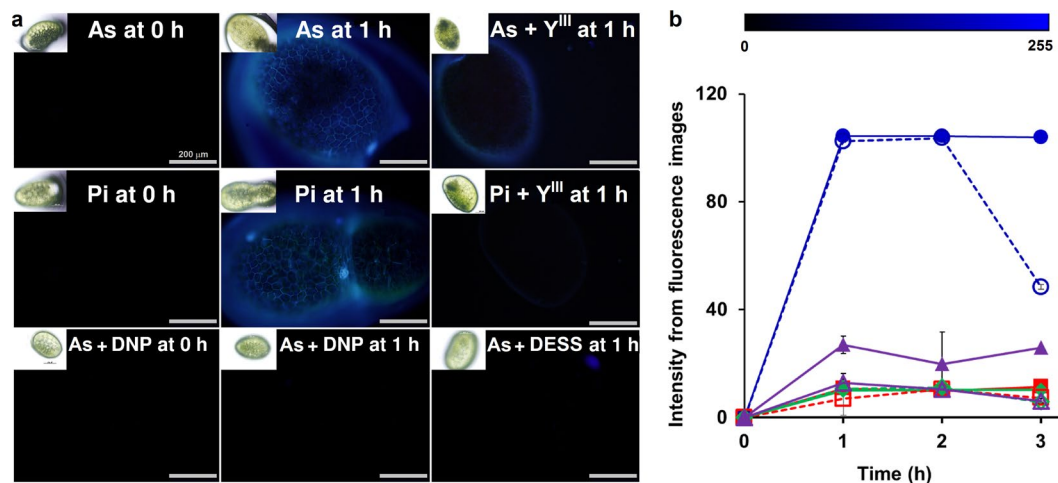 a
As at 0 h
As at 1 h
As + Yᴵᴵᴵ at 1 h
200 µm
Pi at 0 h
Pi at 1 h
Pi + Yᴵᴵᴵ at 1 h
As + DNP at 0 h
As + DNP at 1 h
As + DESS at 1 h
b
0
255
Intensity from fluorescence images
120
80
40
0
0
1
2
3
Time (h)